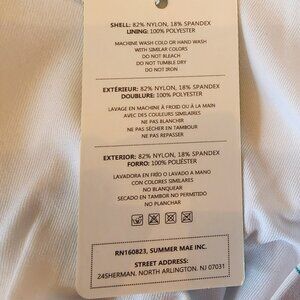 SHELL: 82% NYLON, 18% SPANDEX
LINING: 100% POLYESTER
MACHINE WASH COLD OR HAND WASH
WITH SIMILAR COLORS
DO NOT BLEACH
DO NOT TUMBLE DRY
DO NOT IRON
EXTÉRIEUR: 82% NYLON, 18% SPANDEX
DOUBLURE: 100% POLYESTER
LAVAGE EN MACHINE À FROID OU À LA MAIN
AVEC DES COULEURS SIMILAIRES
NE PAS BLANCHIR
NE PAS SÉCHER EN TAMBOUR
NE PAS REPASSER
EXTERIOR: 82% NYLON, 18% SPANDEX
FORRO: 100% POLIÉSTER
LAVADORA EN FRÍO O LAVADO A MANO
CON COLORES SIMILARES
NO BLANQUEAR
SECADO EN TAMBOR NO PERMITIDO
NO PLANCHAR
RN160823, SUMMER MAE INC.
STREET ADDRESS:
24SHERMAN. NORTH ARLINGTON. NJ 07031